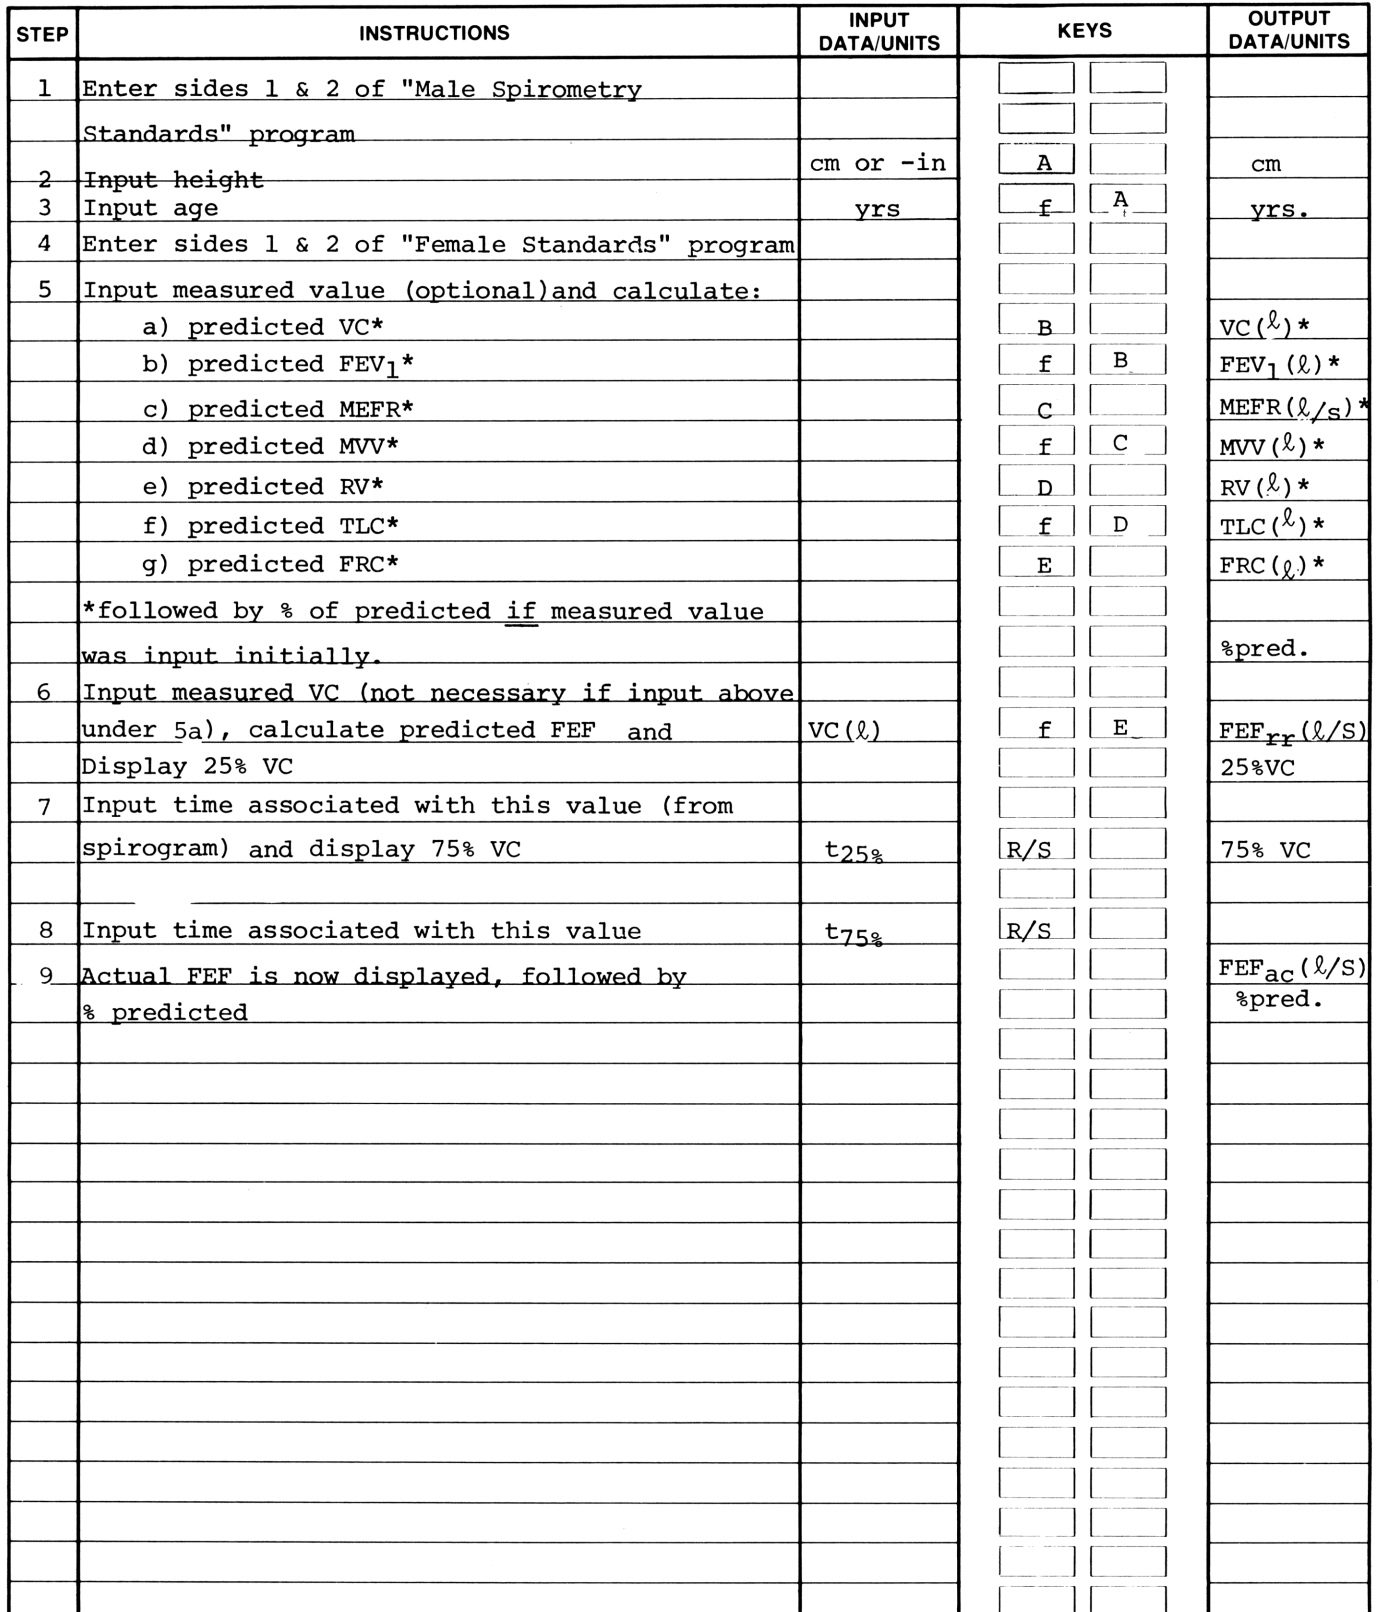 STEP INSTRUCTIONS INPUT DATA/UNITS KEYS OUTPUT DATA/UNITS
1 Enter sides 1 & 2 of "Male Spirometry
Standards" program
2 Input height cm or -in A cm
3 Input age yrs f A yrs.
4 Enter sides 1 & 2 of "Female Standards" program
5 Input measured value (optional)and calculate:
a) predicted VC* B VC(ℓ)*
b) predicted FEV1* f B FEV1(ℓ)*
c) predicted MEFR* C MEFR(ℓ/s)*
d) predicted MVV* f C MVV(ℓ)*
e) predicted RV* D RV(ℓ)*
f) predicted TLC* f D TLC(ℓ)*
g) predicted FRC* E FRC(ℓ)*
*followed by % of predicted if measured value
was input initially. %pred.
6 Input measured VC (not necessary if input above
under 5a), calculate predicted FEF and VC(ℓ) f E FEFrr(ℓ/S)
Display 25% VC 25%VC
7 Input time associated with this value (from
spirogram) and display 75% VC t25% R/S 75% VC
8 Input time associated with this value t75% R/S
9 Actual FEF is now displayed, followed by FEFac(ℓ/S)
% predicted %pred.